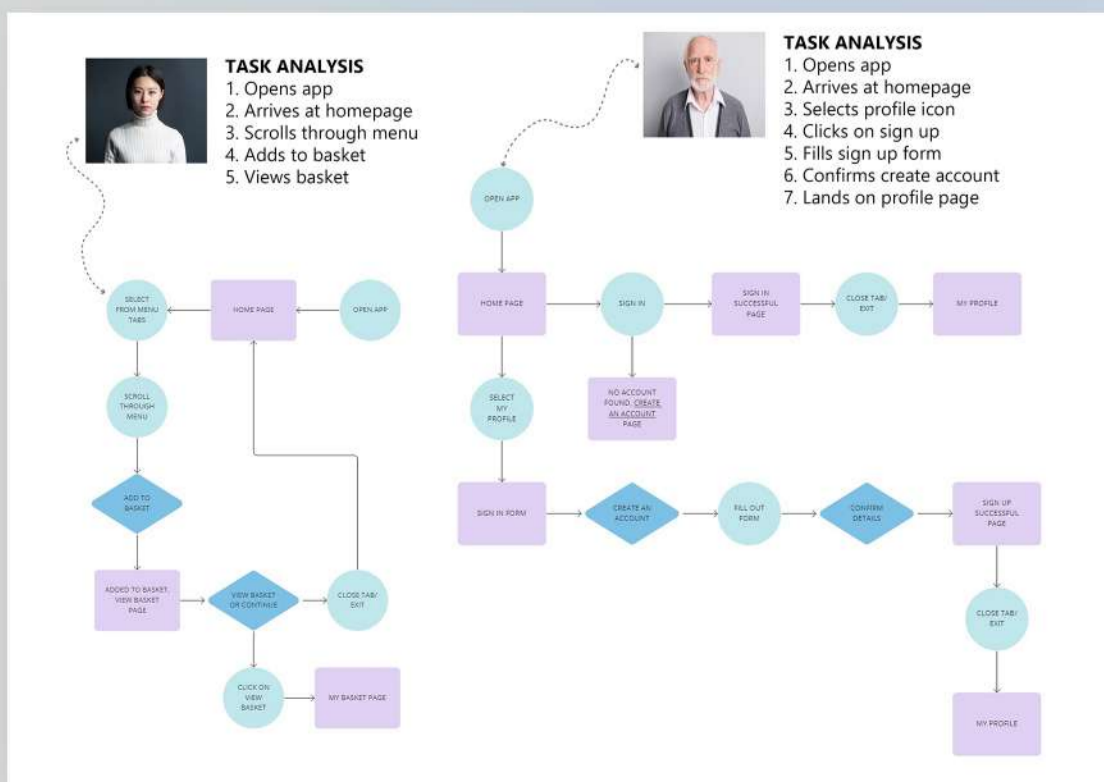 TASK ANALYSIS
1. Opens app
2. Arrives at homepage
3. Scrolls through menu
4. Adds to basket
5. Views basket
TASK ANALYSIS
1. Opens app
2. Arrives at homepage
3. Selects profile icon
4. Clicks on sign up
5. Fills sign up form
6. Confirms create account
7. Lands on profile page
SELECT
FROM MENU
TABS
HOME PAGE
OPEN APP
SCROLL
THROUGH
MENU
ADD TO
BASKET
ADDED TO BASKET,
VIEW BASKET
PAGE
VIEW BASKET
OR CONTINUE
CLOSE TAB/
EXIT
CLICK ON
VIEW
BASKET
MY BASKET PAGE
OPEN APP
HOME PAGE
SIGN IN
SIGN IN
SUCCESSFUL
PAGE
CLOSE TAB/
EXIT
MY PROFILE
NO ACCOUNT
FOUND, CREATE
AN ACCOUNT
PAGE
SELECT
MY
PROFILE
SIGN IN FORM
CREATE AN
ACCOUNT
FILL OUT
FORM
CONFIRM
DETAILS
SIGN UP
SUCCESSFUL
PAGE
CLOSE TAB/
EXIT
MY PROFILE